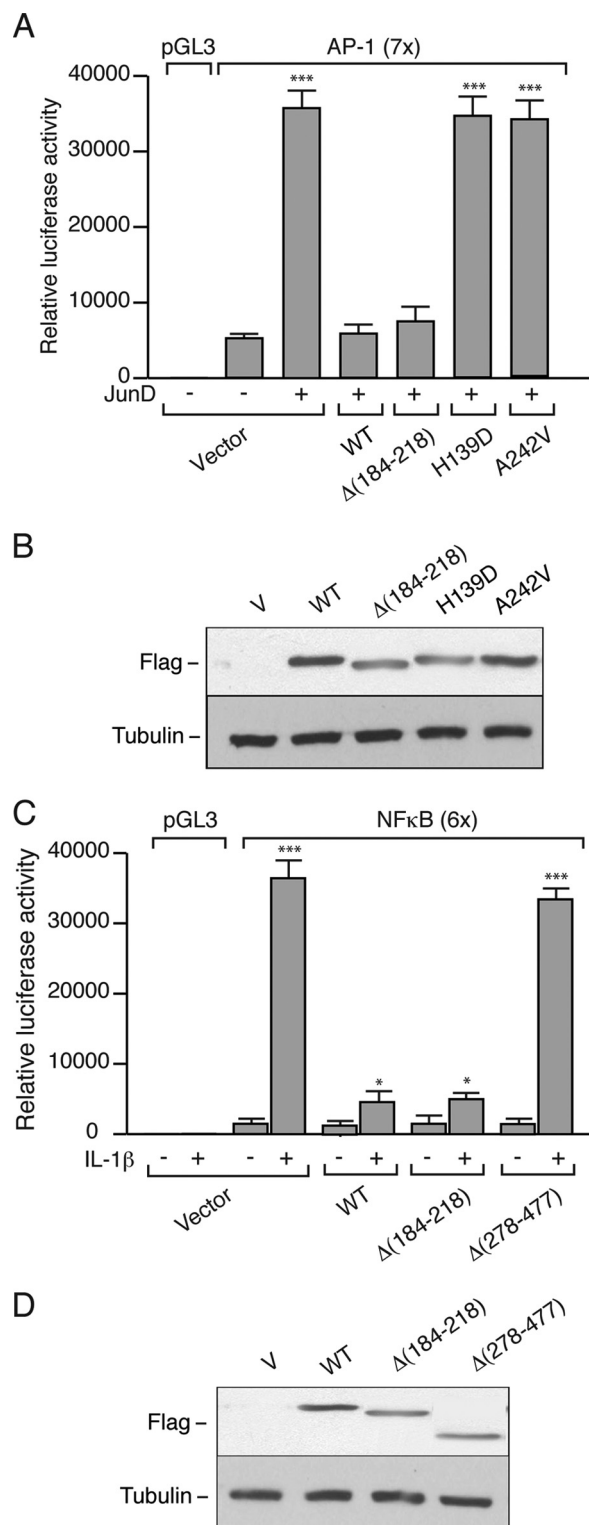 A
pGL3 AP-1 (7x)
Relative luciferase activity
40000
30000
20000
10000
0
*** *** ***
JunD - - + + + + +
Vector WT Δ(184-218) H139D A242V
B
V WT Δ(184-218) H139D A242V
Flag –
Tubulin –
C
pGL3 NFκB (6x)
Relative luciferase activity
40000
30000
20000
10000
0
*** * * ***
IL-1β - + - + - + - + - +
Vector WT Δ(184-218) Δ(278-477)
D
V WT Δ(184-218) Δ(278-477)
Flag –
Tubulin –